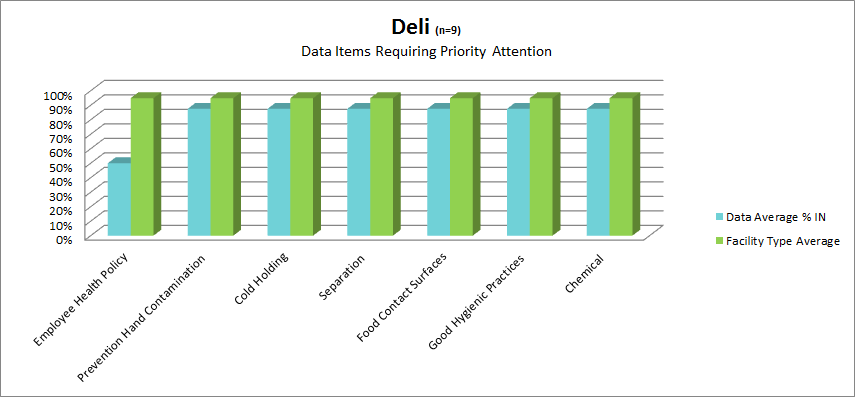 Deli (n=9)
Data Items Requiring Priority Attention
100%
90%
80%
70%
60%
50%
40%
30%
20%
10%
0%
Employee Health Policy
Prevention Hand Contamination
Cold Holding
Separation
Food Contact Surfaces
Good Hygienic Practices
Chemical
Data Average % IN
Facility Type Average